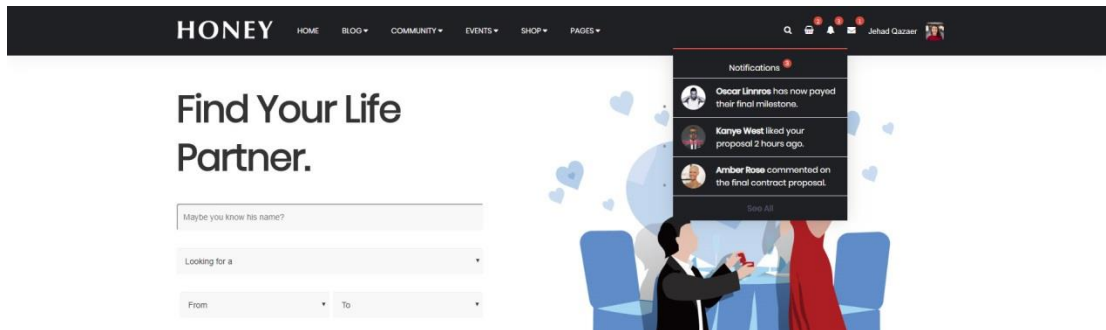 HONEY HOME BLOG COMMUNITY EVENTS SHOP PAGES Jehad Qazaer
Notifications 3
Oscar Linnros has now payed
their final milestone.
Kanye West liked your
proposal 2 hours ago.
Amber Rose commented on
the final contract proposal.
See All
Find Your Life
Partner.
Maybe you know his name?
Looking for a
From To